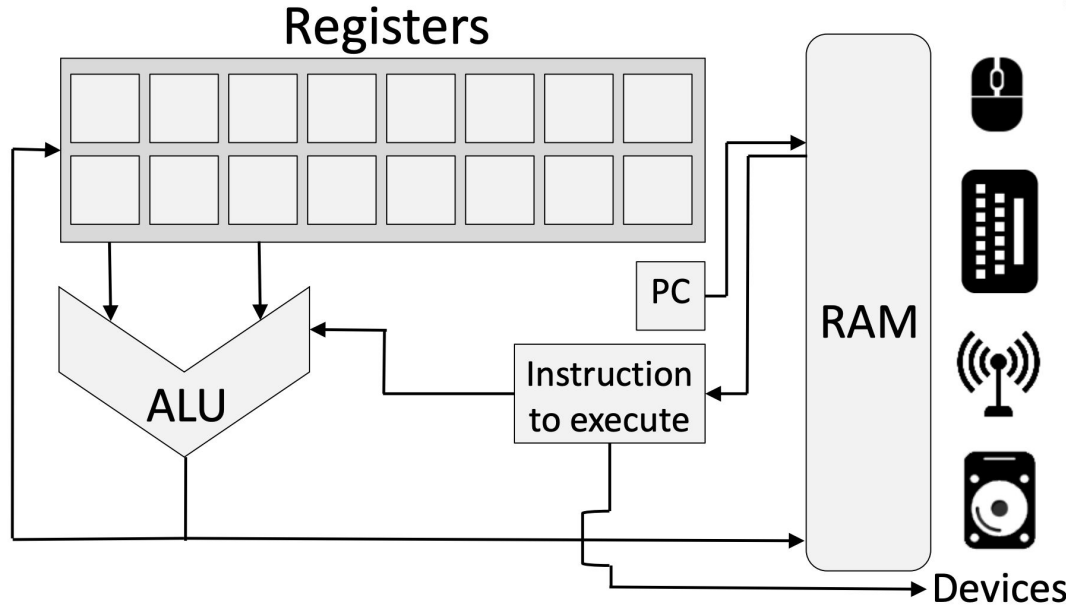 Registers
PC
RAM
Instruction
to execute
ALU
Devices